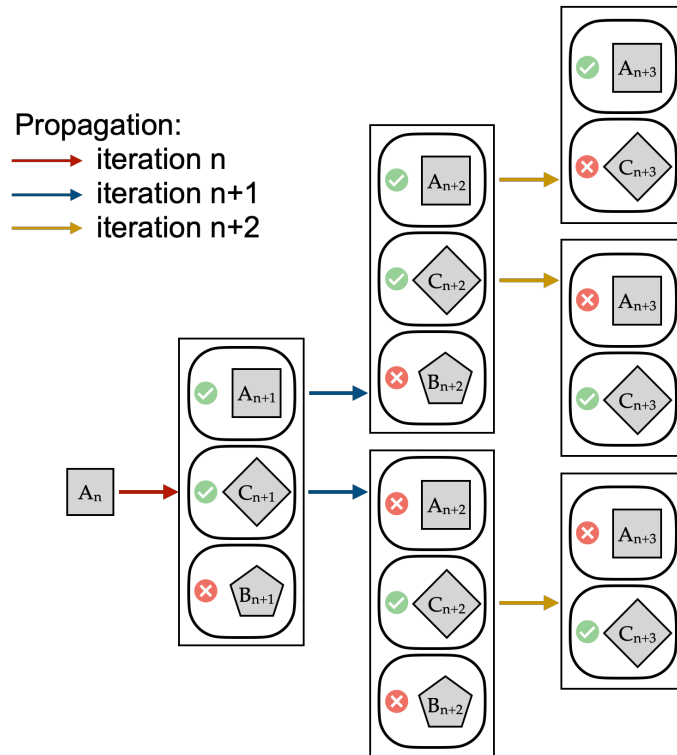 Propagation:
iteration n
iteration n+1
iteration n+2
Aₙ
Aₙ₊₁
Cₙ₊₁
Bₙ₊₁
Aₙ₊₂
Cₙ₊₂
Bₙ₊₂
Aₙ₊₂
Cₙ₊₂
Bₙ₊₂
Aₙ₊₃
Cₙ₊₃
Aₙ₊₃
Cₙ₊₃
Aₙ₊₃
Cₙ₊₃